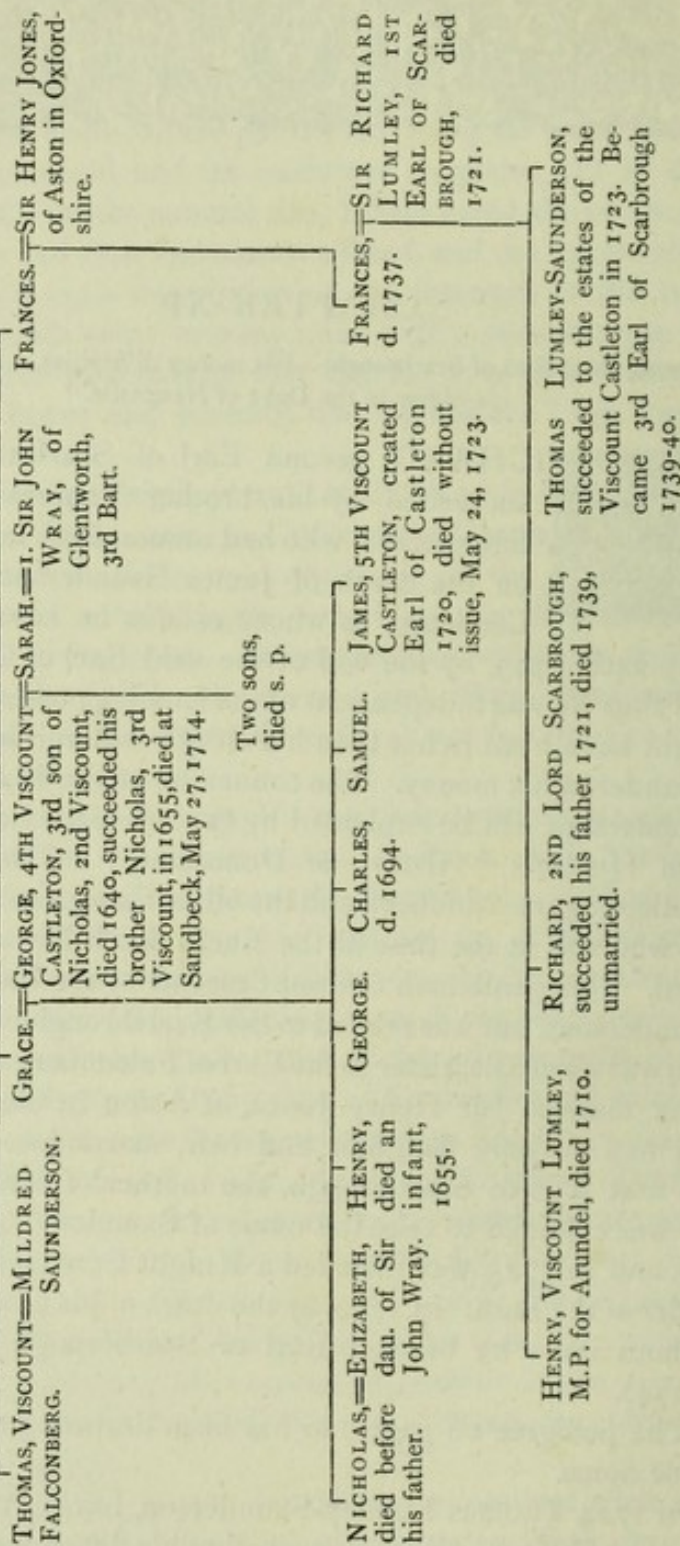 THOMAS, VISCOUNT=MILDRED
FALCONBERG. SAUNDERSON.
GRACE.=GEORGE, 4TH VISCOUNT=SARAH.=1. SIR JOHN
CASTLETON, 3rd son of
Nicholas, 2nd Viscount,
died 1640, succeeded his
brother Nicholas, 3rd
Viscount, in 1655, died at
Sandbeck, May 27, 1714.
WRAY, of
Glentworth,
3rd Bart.
FRANCES.=SIR HENRY JONES,
of Aston in Oxford-
shire.
Two sons,
died s. p.
NICHOLAS,=ELIZABETH,
died before dau. of Sir
his father. John Wray.
HENRY,
died an
infant,
1655.
GEORGE.
CHARLES,
d. 1694.
SAMUEL.
JAMES, 5TH VISCOUNT
CASTLETON, created
Earl of Castleton
1720, died without
issue, May 24, 1723.
FRANCES,=SIR RICHARD
d. 1737.
LUMLEY, 1ST
EARL OF SCAR-
BROUGH, died
1721.
HENRY, VISCOUNT LUMLEY,
M.P. for Arundel, died 1710.
RICHARD, 2ND LORD SCARBROUGH,
succeeded his father 1721, died 1739,
unmarried.
THOMAS LUMLEY-SAUNDERSON,
succeeded to the estates of the
Viscount Castleton in 1723. Be-
came 3rd Earl of Scarbrough
1739-40.